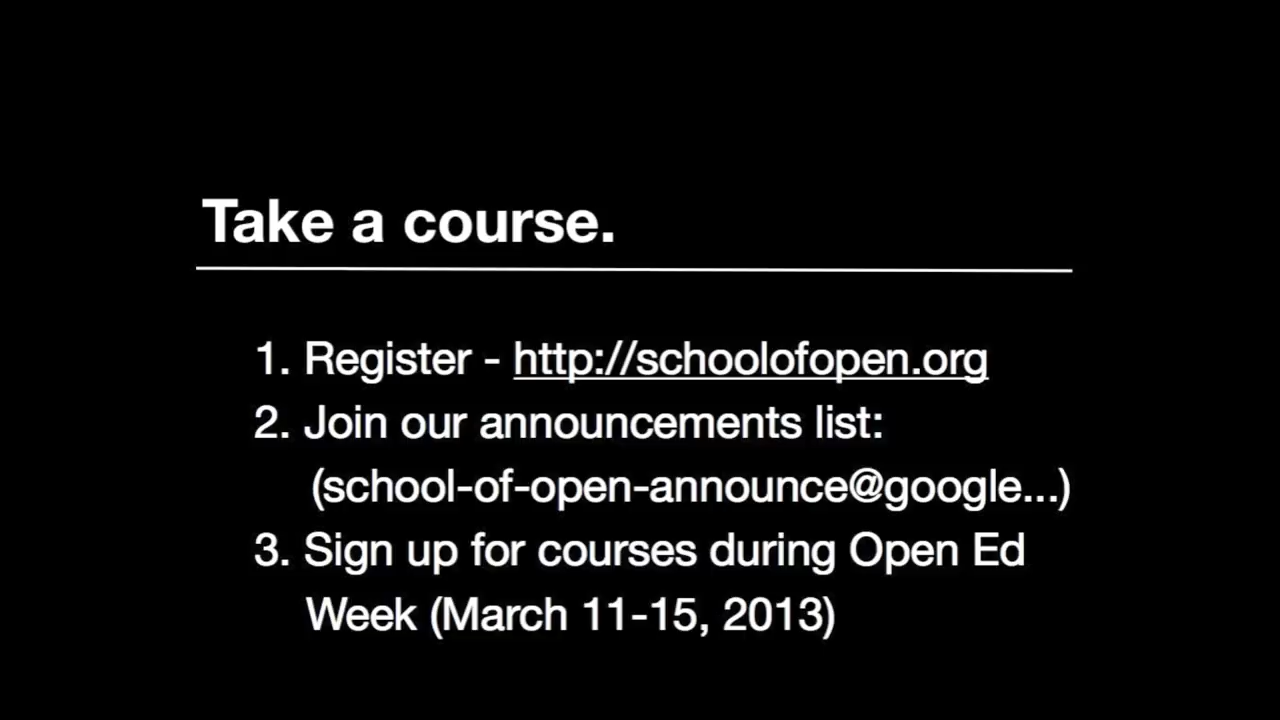 Take a course.
1. Register - http://schoolofopen.org
2. Join our announcements list:
(school-of-open-announce@google...)
3. Sign up for courses during Open Ed
Week (March 11-15, 2013)